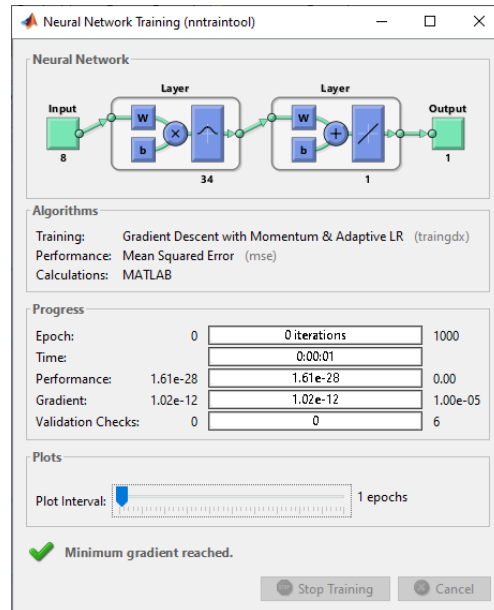 Neural Network Training (nntraintool)
Neural Network
Layer Layer
Input Output
W W
b b
8 1
34 1
Algorithms
Training: Gradient Descent with Momentum & Adaptive LR (traingdx)
Performance: Mean Squared Error (mse)
Calculations: MATLAB
Progress
Epoch: 0 0 iterations 1000
Time: 0:00:01
Performance: 1.61e-28 1.61e-28 0.00
Gradient: 1.02e-12 1.02e-12 1.00e-05
Validation Checks: 0 0 6
Plots
Plot Interval: 1 epochs
Minimum gradient reached.
Stop Training Cancel